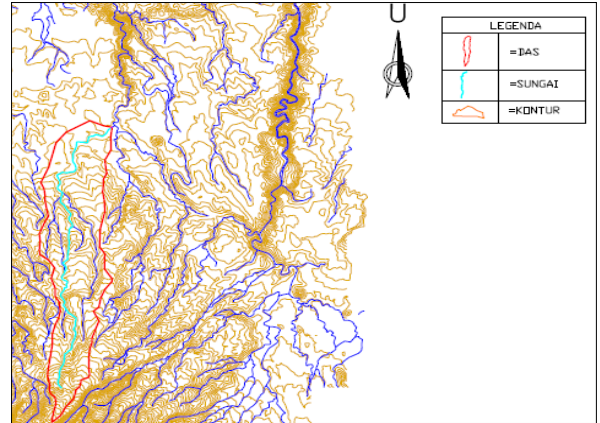 U
LEGENDA
=DAS
=SUNGAI
=KONTUR